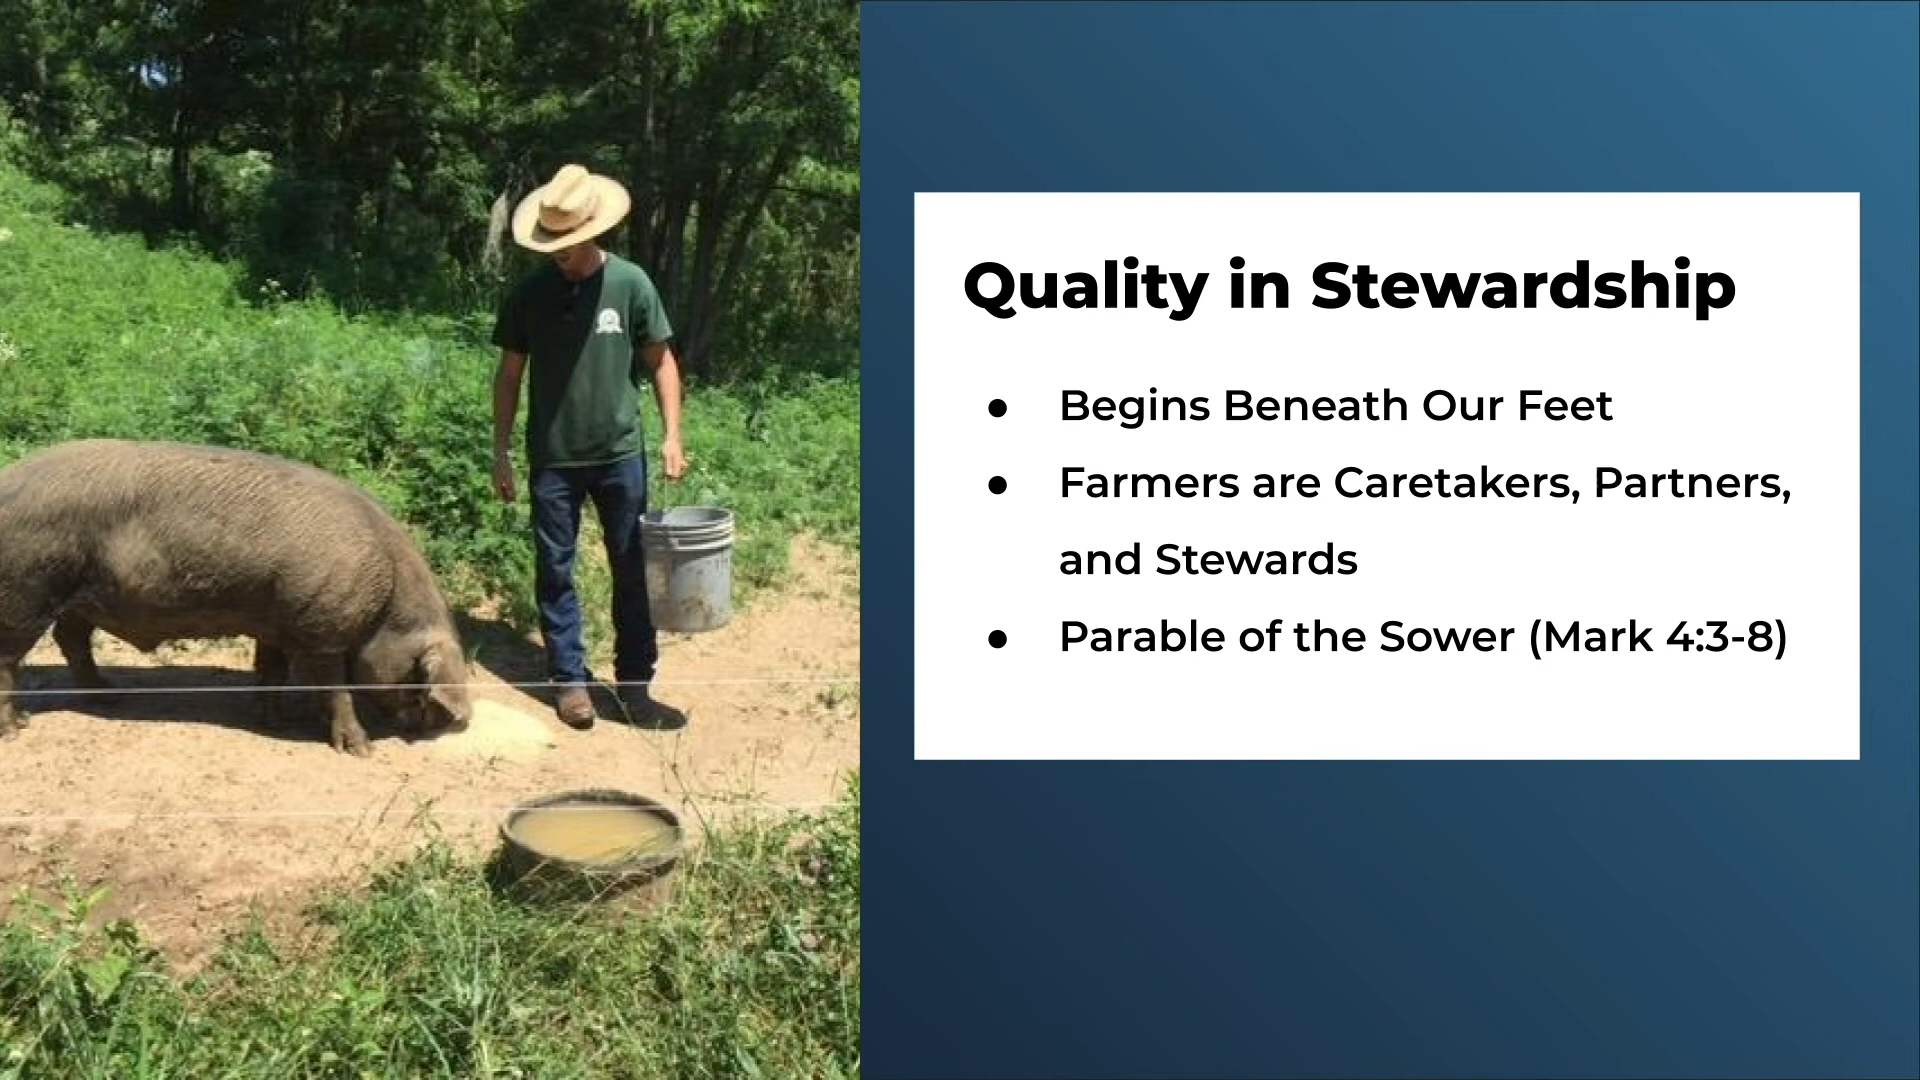 Quality in Stewardship
● Begins Beneath Our Feet
● Farmers are Caretakers, Partners,
and Stewards
● Parable of the Sower (Mark 4:3-8)